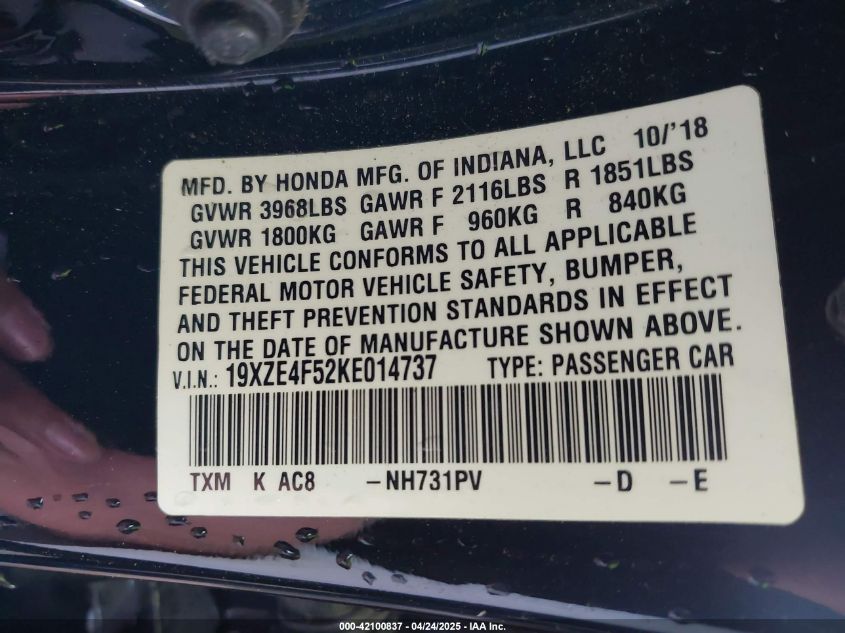 MFD. BY HONDA MFG. OF INDIANA, LLC 10/'18
GVWR 3968LBS GAWR F 2116LBS R 1851LBS
GVWR 1800KG GAWR F 960KG R 840KG
THIS VEHICLE CONFORMS TO ALL APPLICABLE
FEDERAL MOTOR VEHICLE SAFETY, BUMPER,
AND THEFT PREVENTION STANDARDS IN EFFECT
ON THE DATE OF MANUFACTURE SHOWN ABOVE.
V.I.N.: 19XZE4F52KE014737 TYPE: PASSENGER CAR
TXM K AC8 -NH731PV -D -E
000-42100837 - 04/24/2025 - IAA Inc.